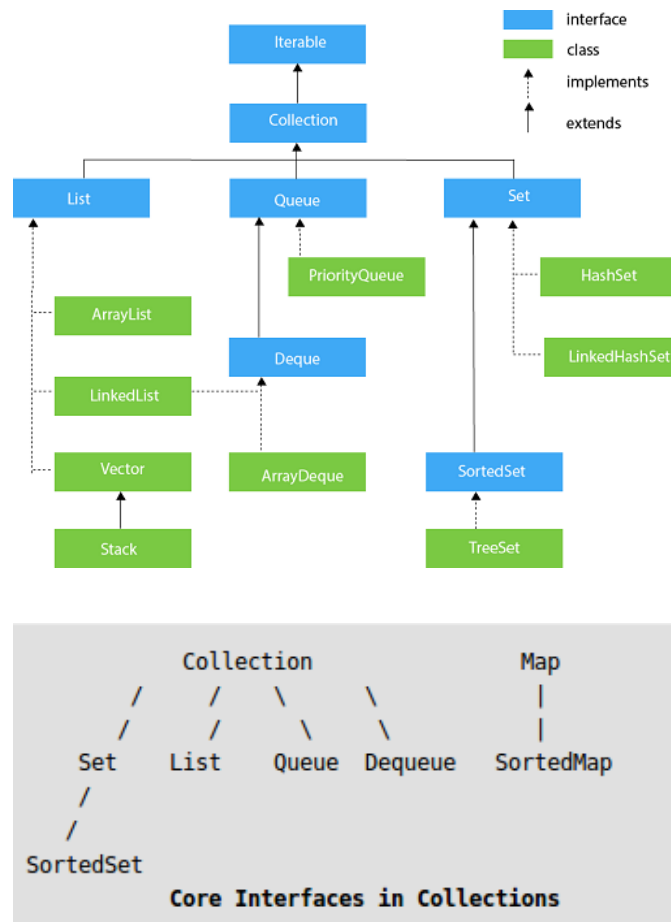 Iterable
interface
class
implements
extends
Collection
List
Queue
Set
PriorityQueue
HashSet
ArrayList
Deque
LinkedHashSet
LinkedList
Vector
ArrayDeque
SortedSet
Stack
TreeSet
Collection Map
/ / \ \ |
/ / \ \ |
Set List Queue Dequeue SortedMap
/
/
SortedSet
Core Interfaces in Collections